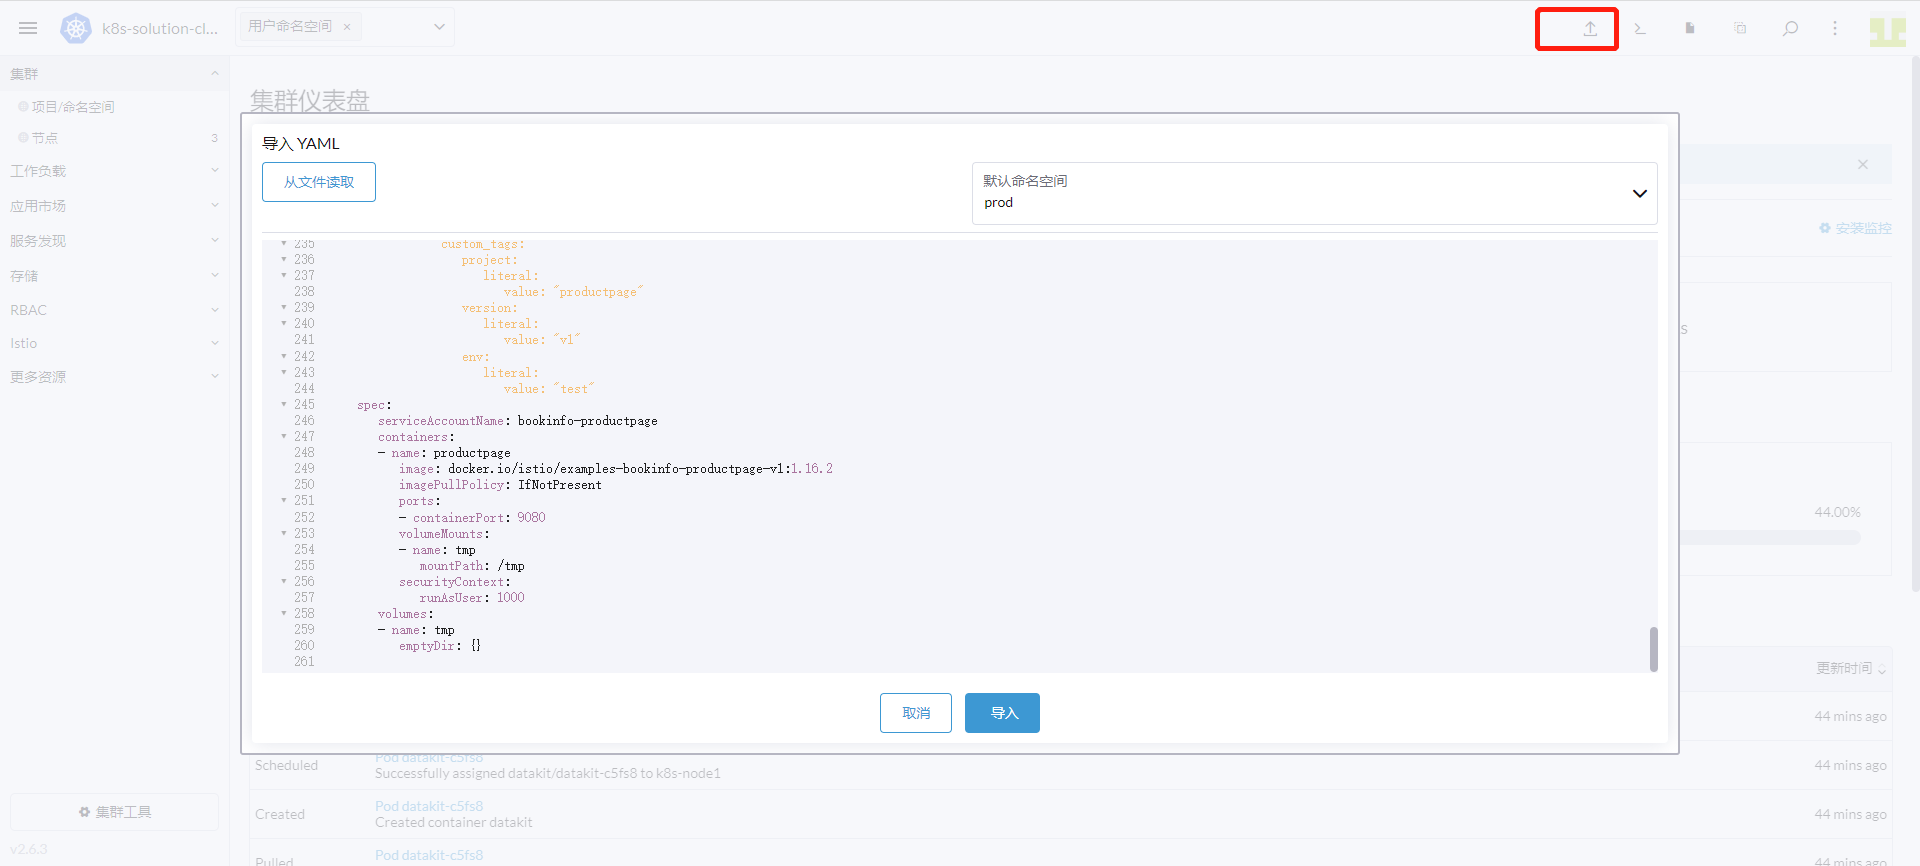 k8s-solution-cl...
用户命名空间 ×
集群
项目/命名空间
节点 3
工作负载
应用市场
服务发现
存储
RBAC
Istio
更多资源
集群工具
v2.6.3
集群仪表盘
安装监控
s
44.00%
导入 YAML
从文件读取
默认命名空间
prod
235 custom_tags:
236 project:
237 literal:
238 value: "productpage"
239 version:
240 literal:
241 value: "v1"
242 env:
243 literal:
244 value: "test"
245 spec:
246 serviceAccountName: bookinfo-productpage
247 containers:
248 - name: productpage
249 image: docker.io/istio/examples-bookinfo-productpage-v1:1.16.2
250 imagePullPolicy: IfNotPresent
251 ports:
252 - containerPort: 9080
253 volumeMounts:
254 - name: tmp
255 mountPath: /tmp
256 securityContext:
257 runAsUser: 1000
258 volumes:
259 - name: tmp
260 emptyDir: {}
261
取消
导入
更新时间
44 mins ago
Scheduled
Pod datakit-c5fs8
Successfully assigned datakit/datakit-c5fs8 to k8s-node1
44 mins ago
Created
Pod datakit-c5fs8
Created container datakit
44 mins ago
Pulled
Pod datakit-c5fs8
44 mins ago